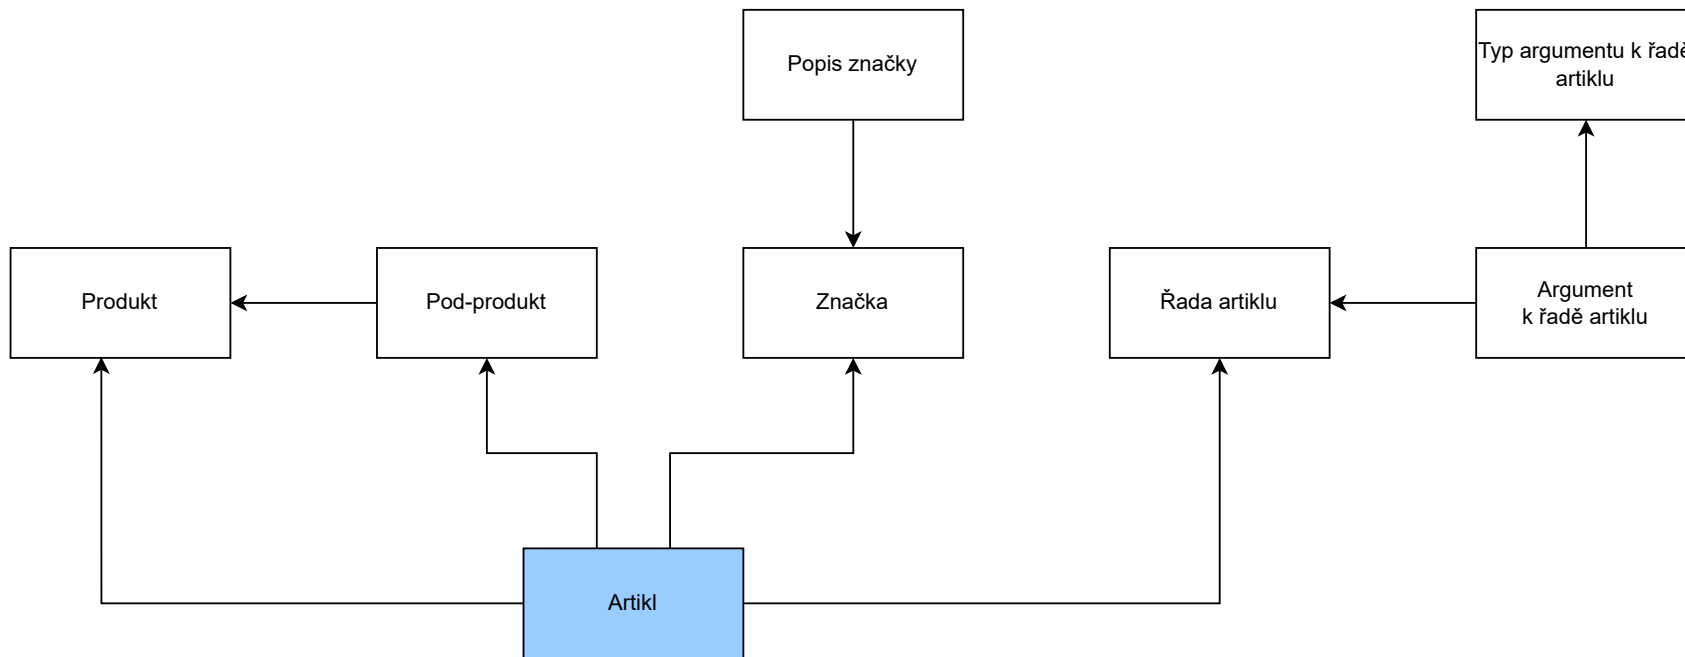 Popis značky
Typ argumentu k řadě
artiklu
Produkt
Pod-produkt
Značka
Řada artiklu
Argument
k řadě artiklu
Artikl